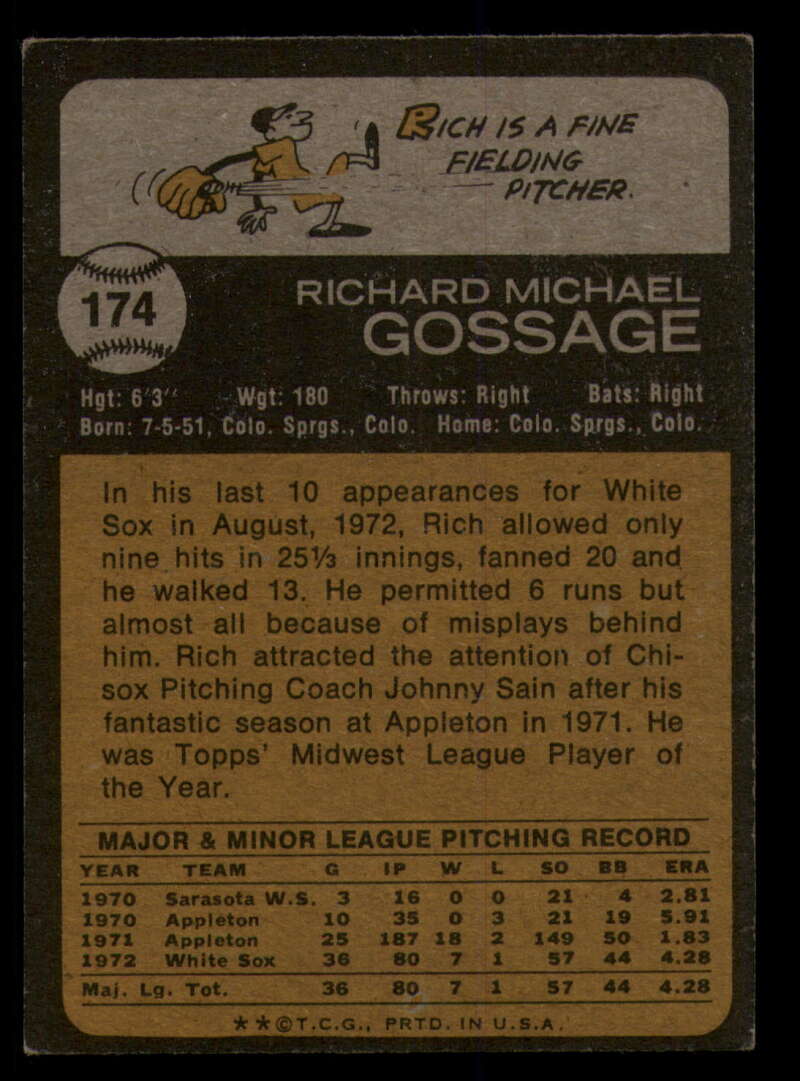 RICH IS A FINE
FIELDING
PITCHER.
174
RICHARD MICHAEL
GOSSAGE
Hgt: 6'3" Wgt: 180 Throws: Right Bats: Right
Born: 7-5-51, Colo. Sprgs., Colo. Home: Colo. Sprgs., Colo.
In his last 10 appearances for White
Sox in August, 1972, Rich allowed only
nine hits in 25⅓ innings, fanned 20 and
he walked 13. He permitted 6 runs but
almost all because of misplays behind
him. Rich attracted the attention of Chi-
sox Pitching Coach Johnny Sain after his
fantastic season at Appleton in 1971. He
was Topps' Midwest League Player of
the Year.
MAJOR & MINOR LEAGUE PITCHING RECORD
YEAR TEAM G IP W L SO BB ERA
1970 Sarasota W.S. 3 16 0 0 21 4 2.81
1970 Appleton 10 35 0 3 21 19 5.91
1971 Appleton 25 187 18 2 149 50 1.83
1972 White Sox 36 80 7 1 57 44 4.28
Maj. Lg. Tot. 36 80 7 1 57 44 4.28
★★©T.C.G., PRTD. IN U.S.A.